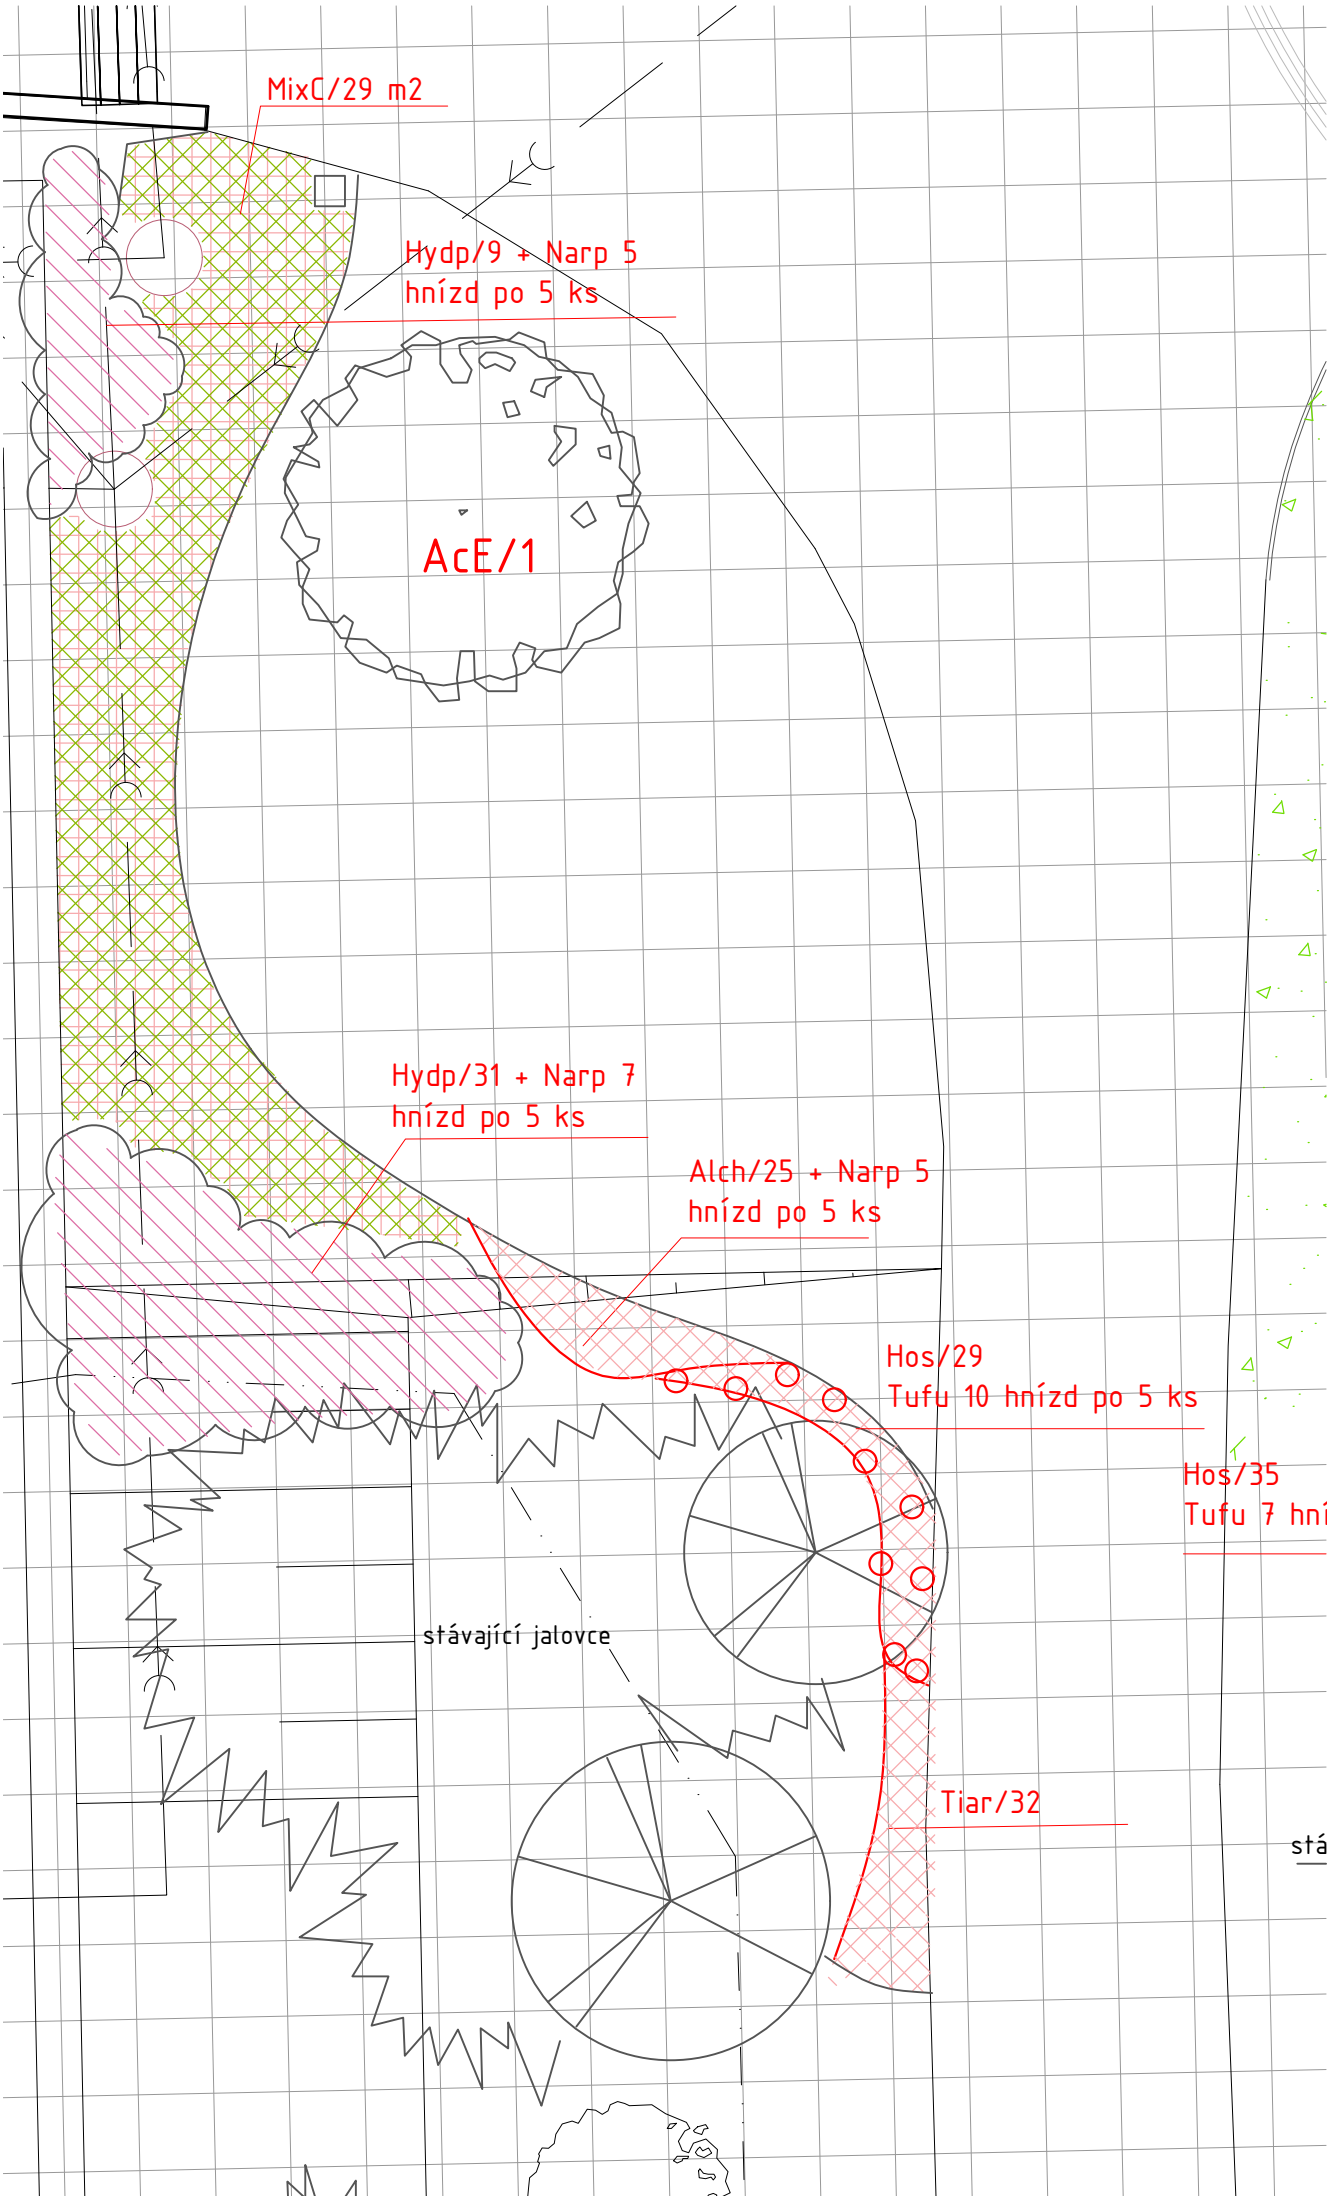 MixC/29 m2
Hydp/9 + Narp 5
hnízd po 5 ks
AcE/1
Hydp/31 + Narp 7
hnízd po 5 ks
Alch/25 + Narp 5
hnízd po 5 ks
Hos/29
Tufu 10 hnízd po 5 ks
Hos/35
Tufu 7 hní
stávající jalovce
Tiar/32
stá